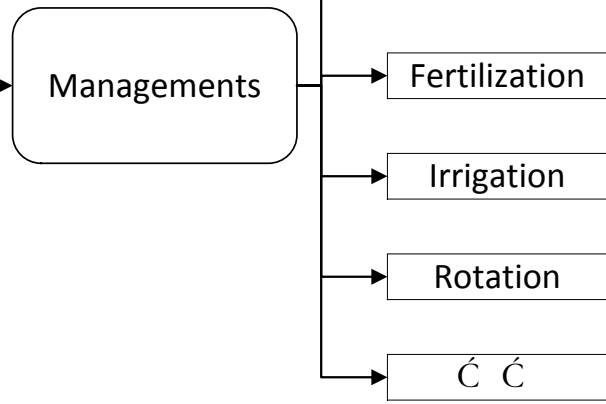 Managements
Fertilization
Irrigation
Rotation
Ć Ć